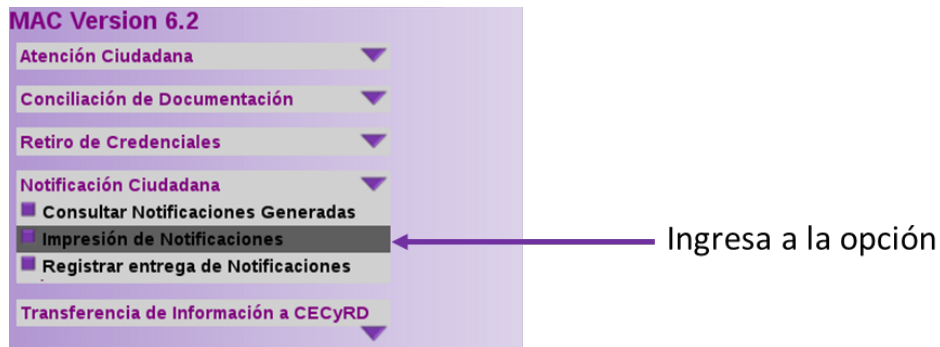 MAC Version 6.2
Atención Ciudadana
Conciliación de Documentación
Retiro de Credenciales
Notificación Ciudadana
Consultar Notificaciones Generadas
Impresión de Notificaciones
Ingresa a la opción
Registrar entrega de Notificaciones
Transferencia de Información a CECyRD